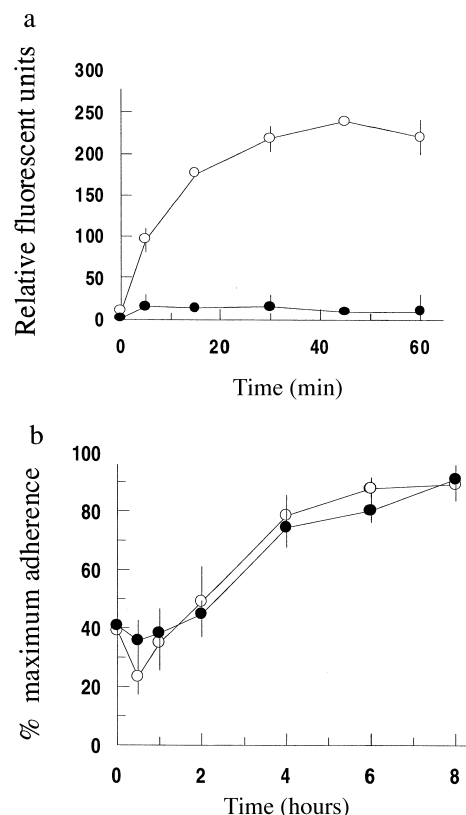 a
Relative fluorescent units
300
250
200
150
100
50
0
0 20 40 60
Time (min)
b
% maximum adherence
100
80
60
40
20
0
0 2 4 6 8
Time (hours)